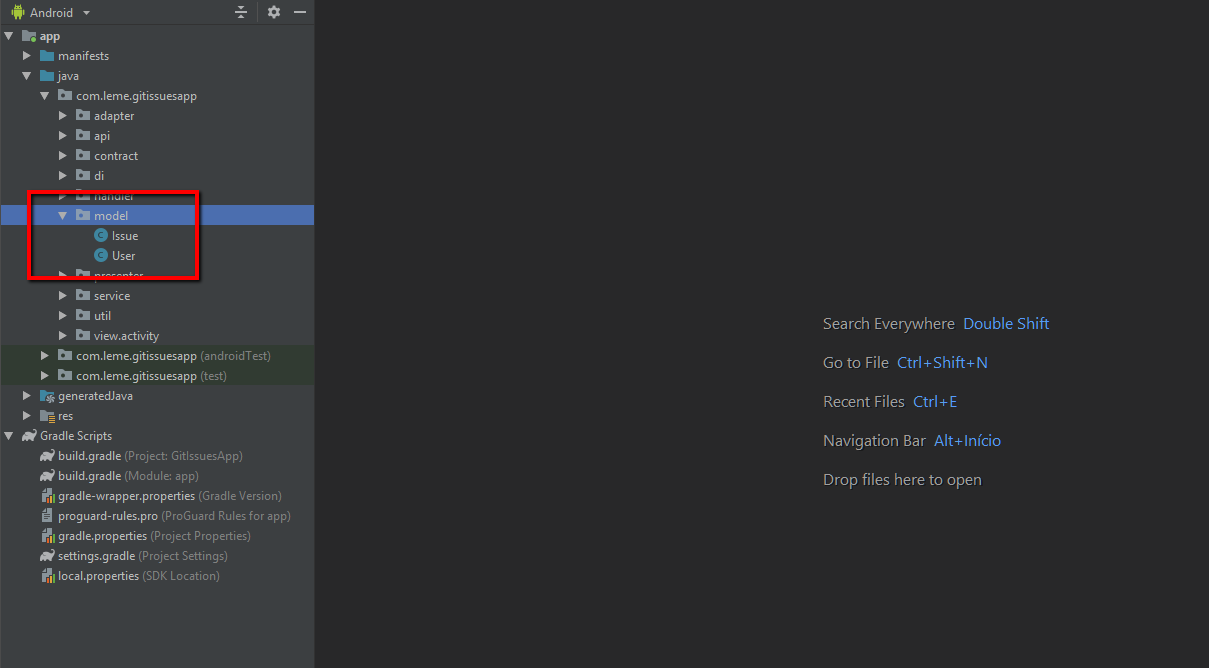 Android
app
manifests
java
com.leme.gitissuesapp
adapter
api
contract
di
handler
model
Issue
User
presenter
service
util
view.activity
com.leme.gitissuesapp (androidTest)
com.leme.gitissuesapp (test)
generatedJava
res
Gradle Scripts
build.gradle (Project: GitIssuesApp)
build.gradle (Module: app)
gradle-wrapper.properties (Gradle Version)
proguard-rules.pro (ProGuard Rules for app)
gradle.properties (Project Properties)
settings.gradle (Project Settings)
local.properties (SDK Location)
Search Everywhere Double Shift
Go to File Ctrl+Shift+N
Recent Files Ctrl+E
Navigation Bar Alt+Início
Drop files here to open